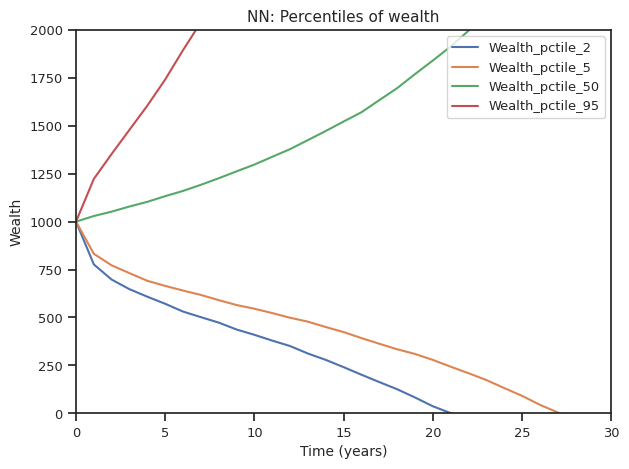 NN: Percentiles of wealth
2000
1750
1500
1250
1000
750
500
250
0
Wealth
Wealth_pctile_2
Wealth_pctile_5
Wealth_pctile_50
Wealth_pctile_95
0 5 10 15 20 25 30
Time (years)